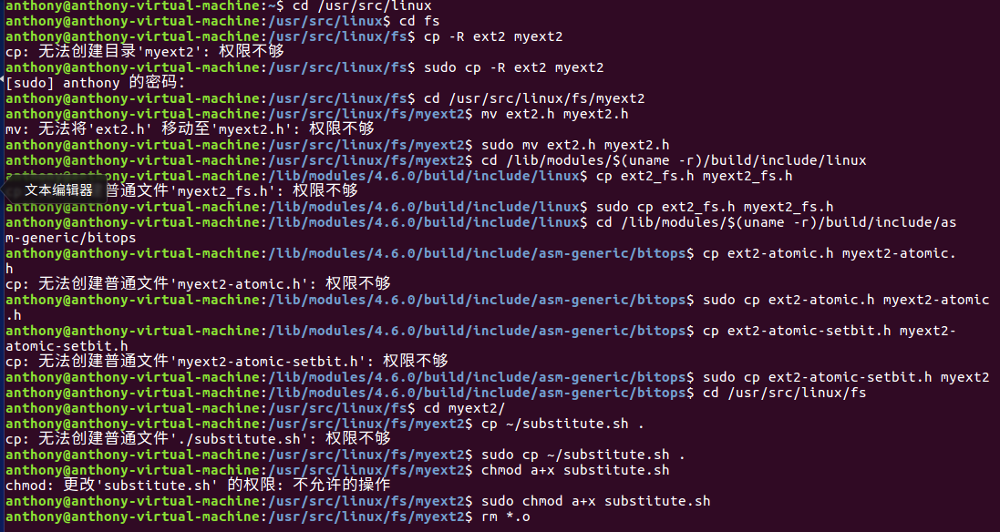 anthony@anthony-virtual-machine:~$ cd /usr/src/linux
anthony@anthony-virtual-machine:/usr/src/linux$ cd fs
anthony@anthony-virtual-machine:/usr/src/linux/fs$ cp -R ext2 myext2
cp: 无法创建目录'myext2': 权限不够
anthony@anthony-virtual-machine:/usr/src/linux/fs$ sudo cp -R ext2 myext2
[sudo] anthony 的密码：
anthony@anthony-virtual-machine:/usr/src/linux/fs$ cd /usr/src/linux/fs/myext2
anthony@anthony-virtual-machine:/usr/src/linux/fs/myext2$ mv ext2.h myext2.h
mv: 无法将'ext2.h' 移动至'myext2.h': 权限不够
anthony@anthony-virtual-machine:/usr/src/linux/fs/myext2$ sudo mv ext2.h myext2.h
anthony@anthony-virtual-machine:/usr/src/linux/fs/myext2$ cd /lib/modules/$(uname -r)/build/include/linux
anthony@anthony-virtual-machine:/lib/modules/4.6.0/build/include/linux$ cp ext2_fs.h myext2_fs.h
文本编辑器 普通文件'myext2_fs.h': 权限不够
anthony@anthony-virtual-machine:/lib/modules/4.6.0/build/include/linux$ sudo cp ext2_fs.h myext2_fs.h
anthony@anthony-virtual-machine:/lib/modules/4.6.0/build/include/linux$ cd /lib/modules/$(uname -r)/build/include/as
m-generic/bitops
anthony@anthony-virtual-machine:/lib/modules/4.6.0/build/include/asm-generic/bitops$ cp ext2-atomic.h myext2-atomic.
h
cp: 无法创建普通文件'myext2-atomic.h': 权限不够
anthony@anthony-virtual-machine:/lib/modules/4.6.0/build/include/asm-generic/bitops$ sudo cp ext2-atomic.h myext2-atomic
.h
anthony@anthony-virtual-machine:/lib/modules/4.6.0/build/include/asm-generic/bitops$ cp ext2-atomic-setbit.h myext2-
atomic-setbit.h
cp: 无法创建普通文件'myext2-atomic-setbit.h': 权限不够
anthony@anthony-virtual-machine:/lib/modules/4.6.0/build/include/asm-generic/bitops$ sudo cp ext2-atomic-setbit.h myext2
anthony@anthony-virtual-machine:/lib/modules/4.6.0/build/include/asm-generic/bitops$ cd /usr/src/linux/fs
anthony@anthony-virtual-machine:/usr/src/linux/fs$ cd myext2/
anthony@anthony-virtual-machine:/usr/src/linux/fs/myext2$ cp ~/substitute.sh .
cp: 无法创建普通文件'./substitute.sh': 权限不够
anthony@anthony-virtual-machine:/usr/src/linux/fs/myext2$ sudo cp ~/substitute.sh .
anthony@anthony-virtual-machine:/usr/src/linux/fs/myext2$ chmod a+x substitute.sh
chmod: 更改'substitute.sh' 的权限: 不允许的操作
anthony@anthony-virtual-machine:/usr/src/linux/fs/myext2$ sudo chmod a+x substitute.sh
anthony@anthony-virtual-machine:/usr/src/linux/fs/myext2$ rm *.o